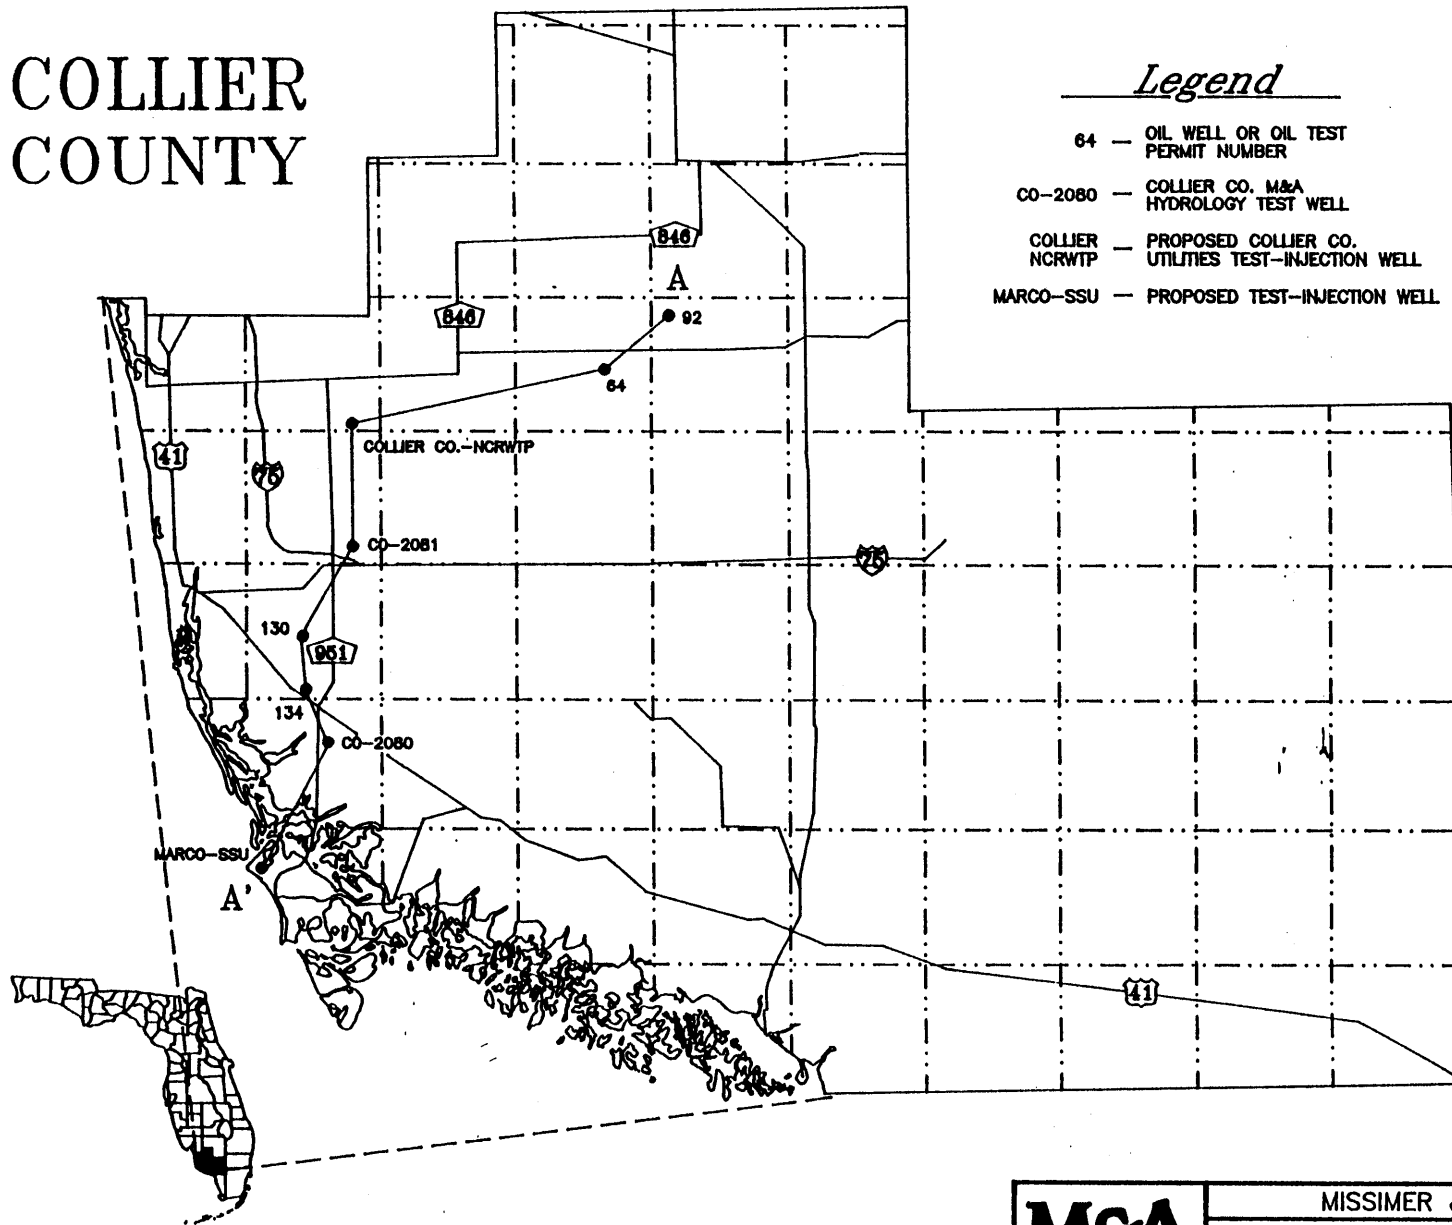 COLLIER
COUNTY
Legend
64 — OIL WELL OR OIL TEST
PERMIT NUMBER
CO-2080 — COLLIER CO. M&A
HYDROLOGY TEST WELL
COLLIER
NCRWTP — PROPOSED COLLIER CO.
UTILITIES TEST-INJECTION WELL
MARCO-SSU — PROPOSED TEST-INJECTION WELL
846
A
846
92
64
COLLIER CO.-NCRWTP
41
75
CO-2081
75
130
951
134
CO-2080
MARCO-SSU
A'
41
M&A
MISSIMER